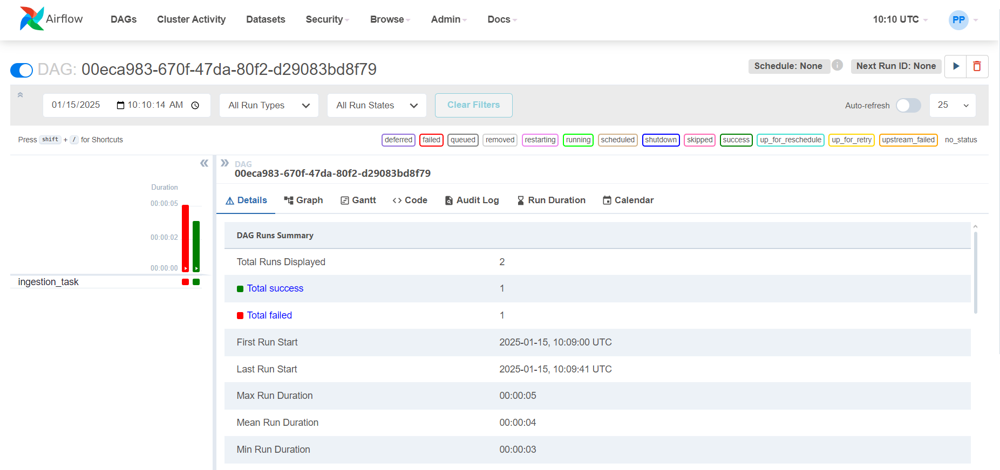 Airflow DAGs Cluster Activity Datasets Security Browse Admin Docs 10:10 UTC PP
DAG: 00eca983-670f-47da-80f2-d29083bd8f79 Schedule: None i Next Run ID: None
01/15/2025 10:10:14 AM All Run Types All Run States Clear Filters Auto-refresh 25
Press shift + / for Shortcuts deferred failed queued removed restarting running scheduled shutdown skipped success up_for_reschedule up_for_retry upstream_failed no_status
DAG
00eca983-670f-47da-80f2-d29083bd8f79
Duration
00:00:05
00:00:02
00:00:00
ingestion_task
Details Graph Gantt Code Audit Log Run Duration Calendar
DAG Runs Summary
Total Runs Displayed 2
Total success 1
Total failed 1
First Run Start 2025-01-15, 10:09:00 UTC
Last Run Start 2025-01-15, 10:09:41 UTC
Max Run Duration 00:00:05
Mean Run Duration 00:00:04
Min Run Duration 00:00:03